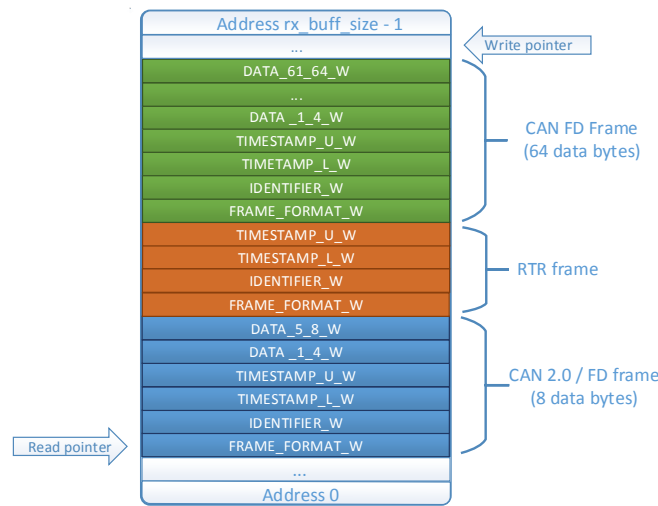 Address rx_buff_size - 1
...
Write pointer
DATA_61_64_W
...
DATA _1_4_W
TIMESTAMP_U_W
TIMETAMP_L_W
IDENTIFIER_W
FRAME_FORMAT_W
CAN FD Frame
(64 data bytes)
TIMESTAMP_U_W
TIMESTAMP_L_W
IDENTIFIER_W
FRAME_FORMAT_W
RTR frame
DATA_5_8_W
DATA _1_4_W
TIMESTAMP_U_W
TIMESTAMP_L_W
IDENTIFIER_W
FRAME_FORMAT_W
CAN 2.0 / FD frame
(8 data bytes)
Read pointer
...
Address 0